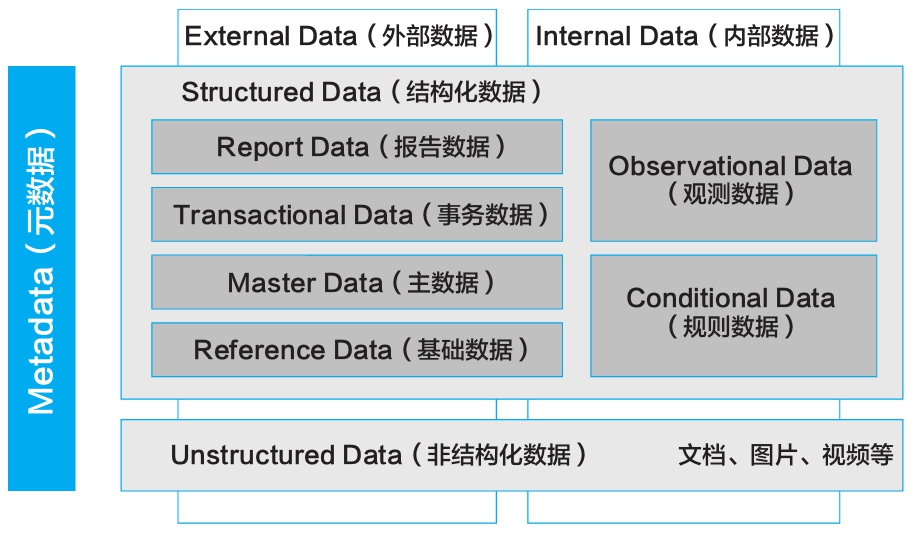 External Data（外部数据）
Internal Data（内部数据）
Metadata（元数据）
Structured Data（结构化数据）
Report Data（报告数据）
Transactional Data（事务数据）
Master Data（主数据）
Reference Data（基础数据）
Observational Data
（观测数据）
Conditional Data
（规则数据）
Unstructured Data（非结构化数据）
文档、图片、视频等